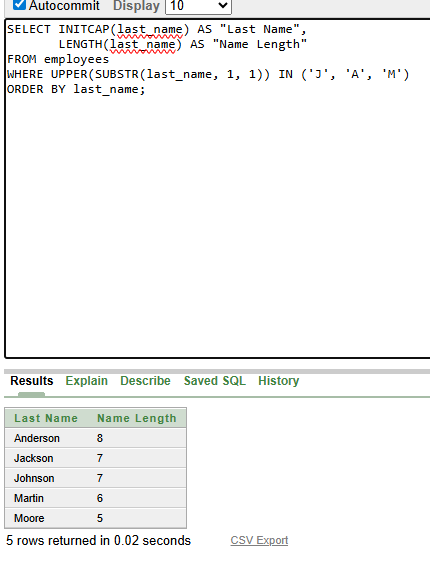 Autocommit Display 10
SELECT INITCAP(last_name) AS "Last Name",
       LENGTH(last_name) AS "Name Length"
FROM employees
WHERE UPPER(SUBSTR(last_name, 1, 1)) IN ('J', 'A', 'M')
ORDER BY last_name;
Results Explain Describe Saved SQL History
Last Name Name Length
Anderson 8
Jackson 7
Johnson 7
Martin 6
Moore 5
5 rows returned in 0.02 seconds CSV Export